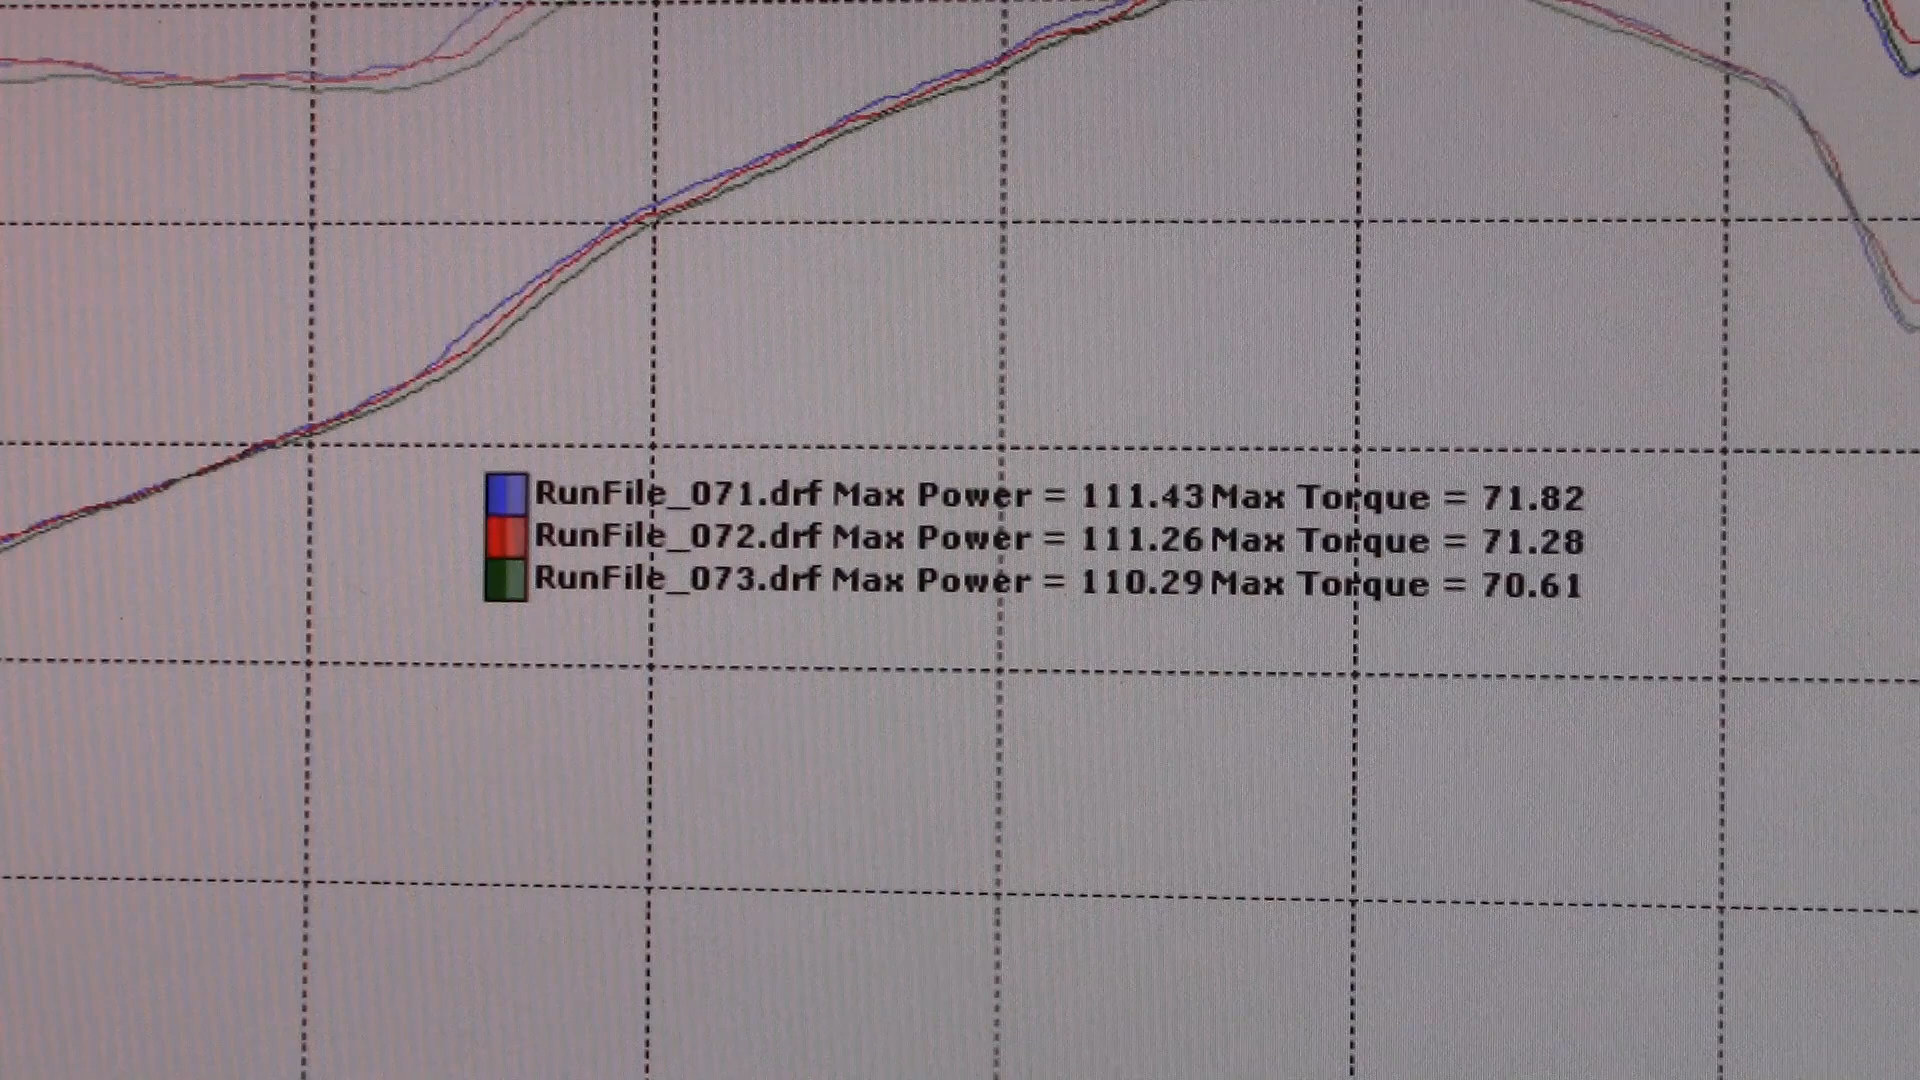 RunFile_071.drf Max Power = 111.43 Max Torque = 71.82
RunFile_072.drf Max Power = 111.26 Max Torque = 71.28
RunFile_073.drf Max Power = 110.29 Max Torque = 70.61